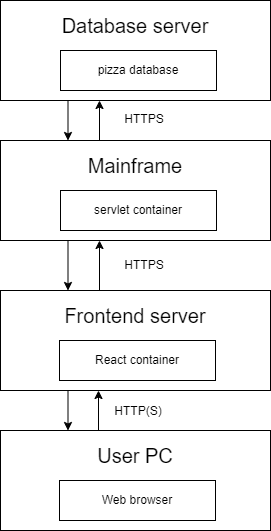 Database server
pizza database
HTTPS
Mainframe
servlet container
HTTPS
Frontend server
React container
HTTP(S)
User PC
Web browser